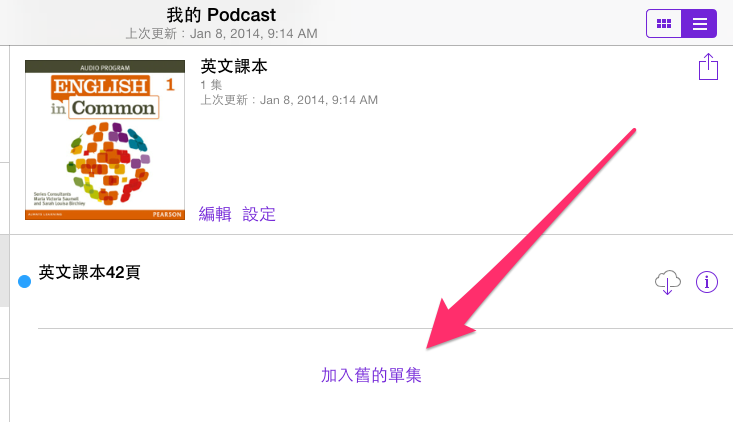 我的 Podcast
上次更新：Jan 8, 2014, 9:14 AM
AUDIO PROGRAM
ENGLISH 1
in Common
Series Consultants
María Victoria Saumell
and Sarah Louisa Birchley
ALWAYS LEARNING
PEARSON
英文課本
1 集
上次更新：Jan 8, 2014, 9:14 AM
編輯 設定
英文課本42頁
加入舊的單集